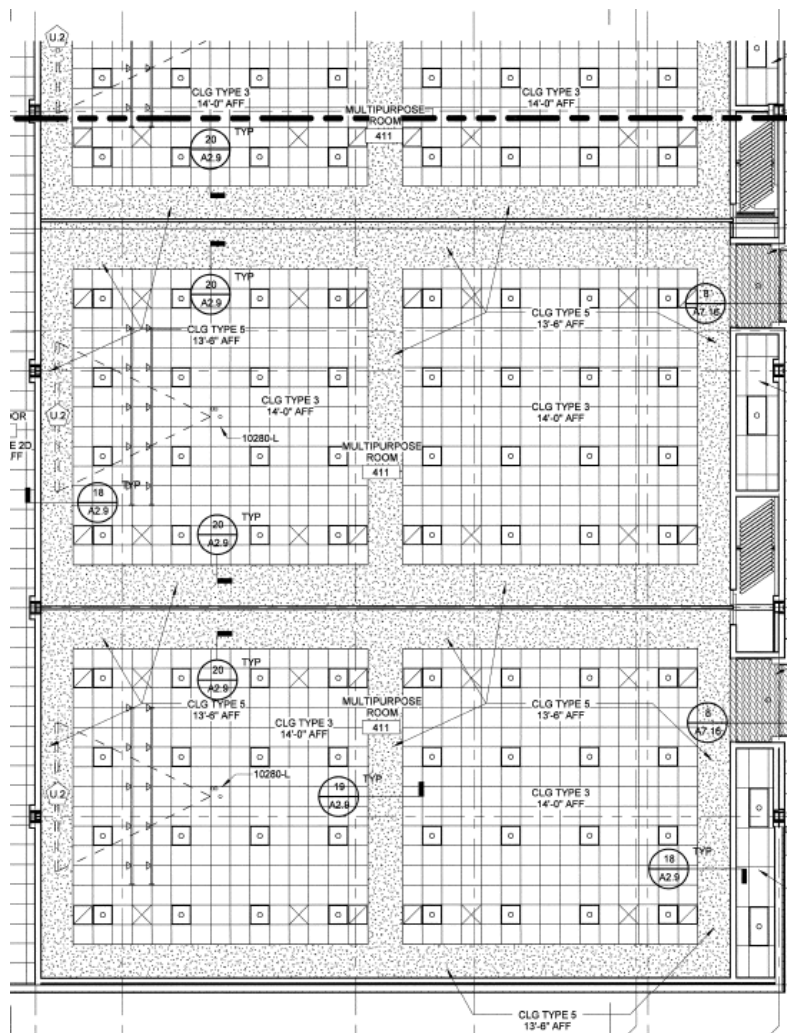 U.2
CLG TYPE 3
14'-0" AFF
CLG TYPE 3
14'-0" AFF
MULTIPURPOSE
ROOM
411
TYP
20
A2.9
20
A2.9
TYP
CLG TYPE 5
13'-6" AFF
CLG TYPE 5
13'-6" AFF
8
A7.16
CLG TYPE 3
14'-0" AFF
CLG TYPE 3
14'-0" AFF
U.2
10280-L
MULTIPURPOSE
ROOM
411
18
A2.9
TYP
20
A2.9
TYP
20
A2.9
TYP
CLG TYPE 5
13'-6" AFF
MULTIPURPOSE
ROOM
411
CLG TYPE 5
13'-6" AFF
CLG TYPE 3
14'-0" AFF
8
A7.16
10280-L
U.2
19
A2.9
TYP
CLG TYPE 3
14'-0" AFF
18
A2.9
TYP
CLG TYPE 5
13'-6" AFF